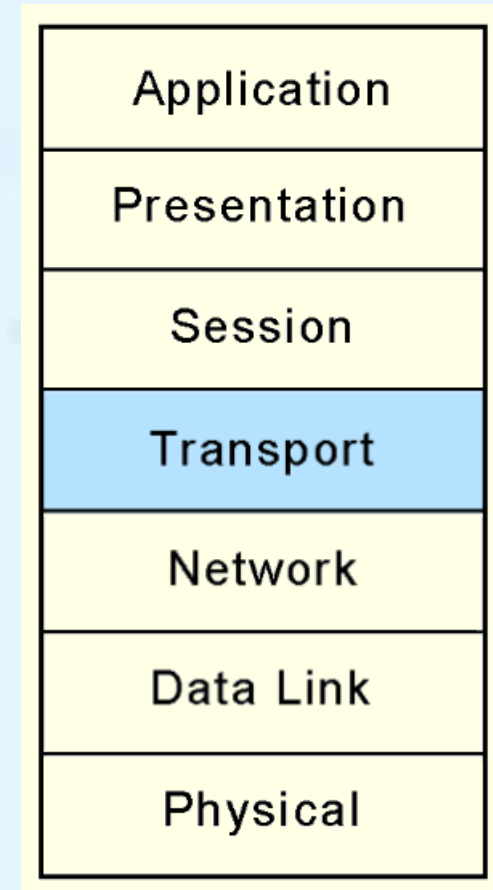 Application
Presentation
Session
Transport
Network
Data Link
Physical